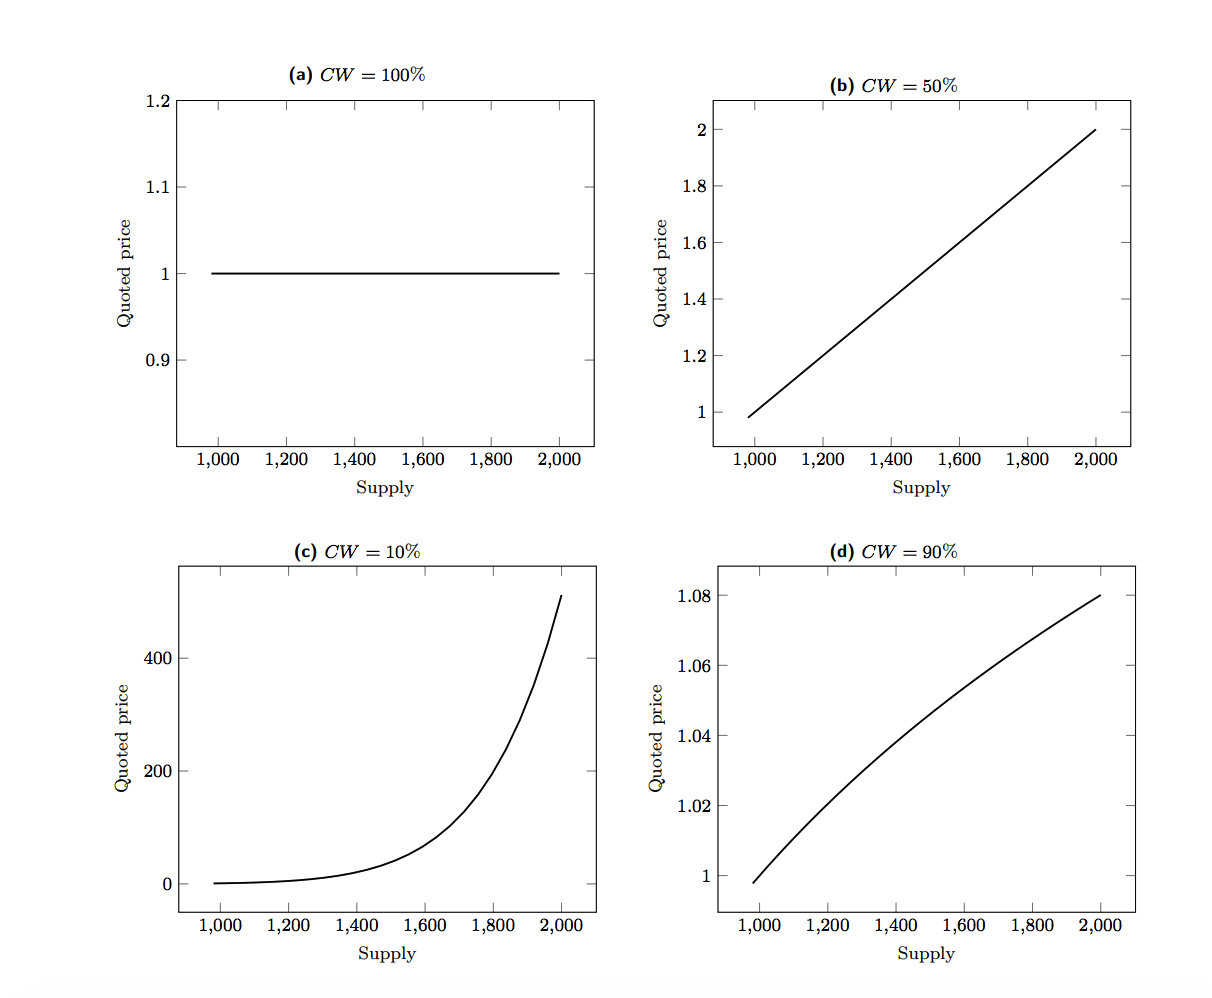 (a) CW = 100%
1.2
1.1
1
0.9
Quoted price
1,000 1,200 1,400 1,600 1,800 2,000
Supply
(b) CW = 50%
2
1.8
1.6
1.4
1.2
1
Quoted price
1,000 1,200 1,400 1,600 1,800 2,000
Supply
(c) CW = 10%
400
200
0
Quoted price
1,000 1,200 1,400 1,600 1,800 2,000
Supply
(d) CW = 90%
1.08
1.06
1.04
1.02
1
Quoted price
1,000 1,200 1,400 1,600 1,800 2,000
Supply